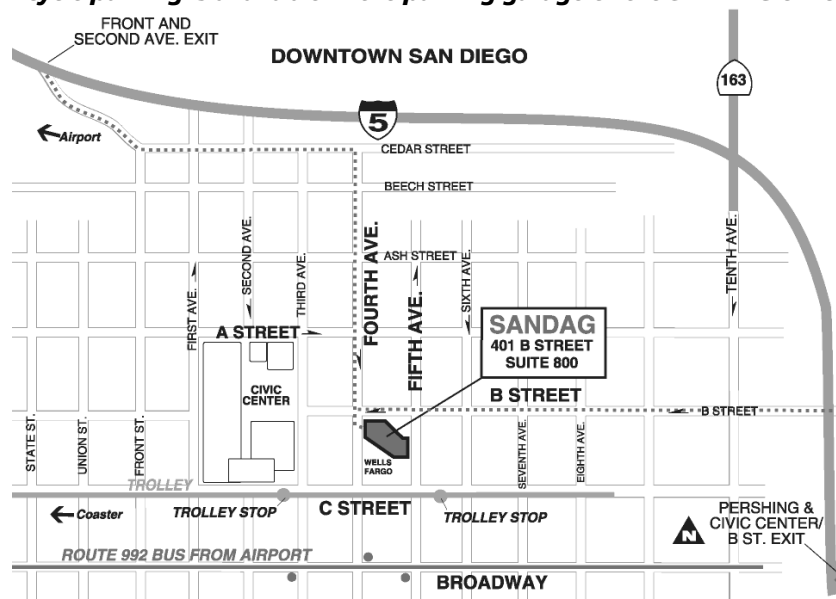 FRONT AND
SECOND AVE. EXIT
DOWNTOWN SAN DIEGO
163
5
Airport
CEDAR STREET
BEECH STREET
ASH STREET
FIRST AVE.
SECOND AVE.
THIRD AVE.
FOURTH AVE.
FIFTH AVE.
SIXTH AVE.
TENTH AVE.
A STREET
SANDAG
401 B STREET
SUITE 800
CIVIC
CENTER
B STREET
B STREET
STATE ST.
UNION ST.
FRONT ST.
WELLS
FARGO
SEVENTH AVE.
EIGHTH AVE.
TROLLEY
Coaster
TROLLEY STOP
C STREET
TROLLEY STOP
PERSHING &
CIVIC CENTER/
B ST. EXIT
N
ROUTE 992 BUS FROM AIRPORT
BROADWAY